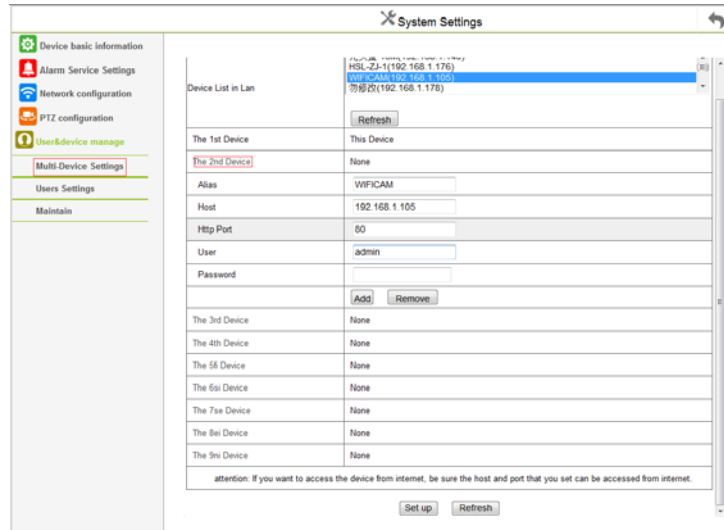 System Settings
Device basic information
Alarm Service Settings
Network configuration
PTZ configuration
User&device manage
Multi-Device Settings
Users Settings
Maintain
Device List in Lan
HSL-ZJ-1(192.168.1.176)
WIFICAM(192.168.1.105)
勿修改(192.168.1.178)
Refresh
The 1st Device This Device
The 2nd Device None
Alias WIFICAM
Host 192.168.1.105
Http Port 80
User admin
Password
Add Remove
The 3rd Device None
The 4th Device None
The 5fi Device None
The 6si Device None
The 7se Device None
The 8ei Device None
The 9ni Device None
attention: If you want to access the device from internet, be sure the host and port that you set can be accessed from internet.
Set up Refresh